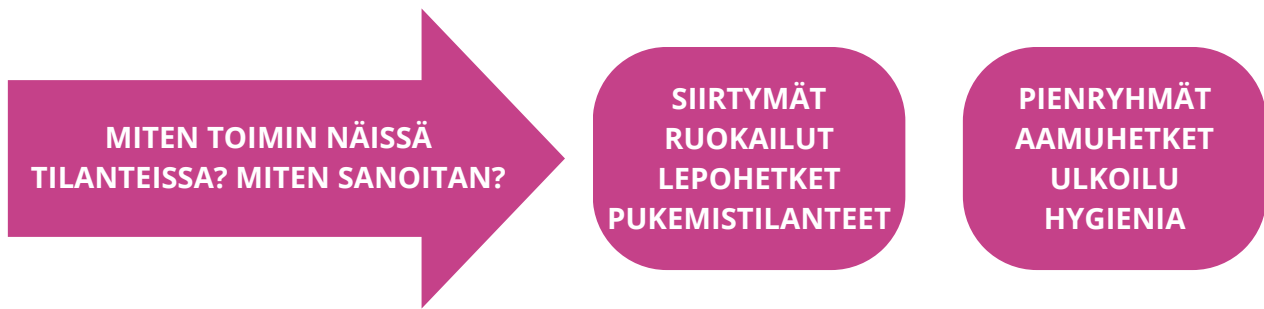 MITEN TOIMIN NÄISSÄ
TILANTEISSA? MITEN SANOITAN?
SIIRTYMÄT
RUOKAILUT
LEPOHETKET
PUKEMISTILANTEET
PIENRYHMÄT
AAMUHETKET
ULKOILU
HYGIENIA